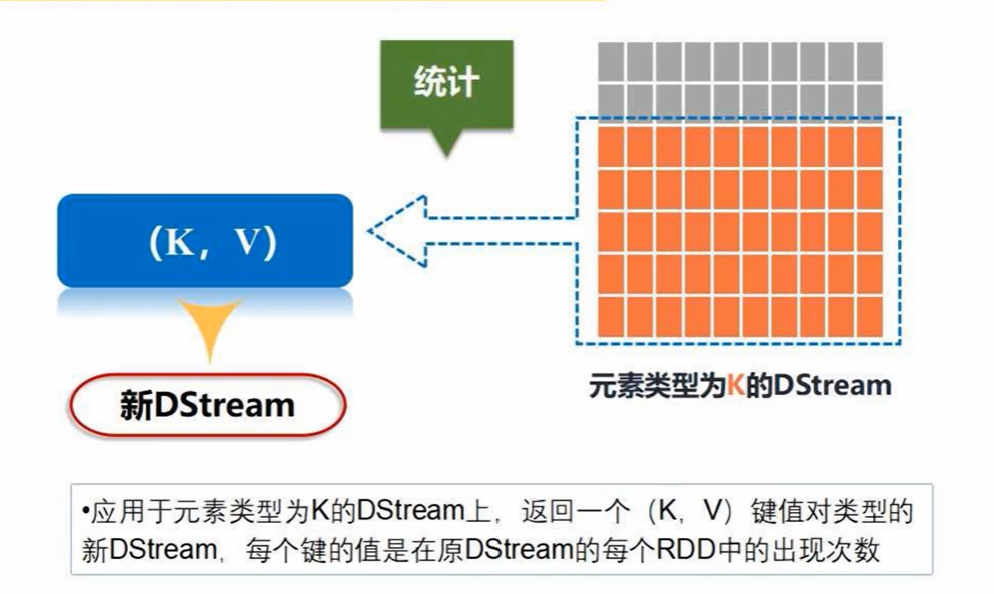 统计
(K, V)
新DStream
元素类型为K的DStream
•应用于元素类型为K的DStream上，返回一个（K，V）键值对类型的
新DStream，每个键的值是在原DStream的每个RDD中的出现次数